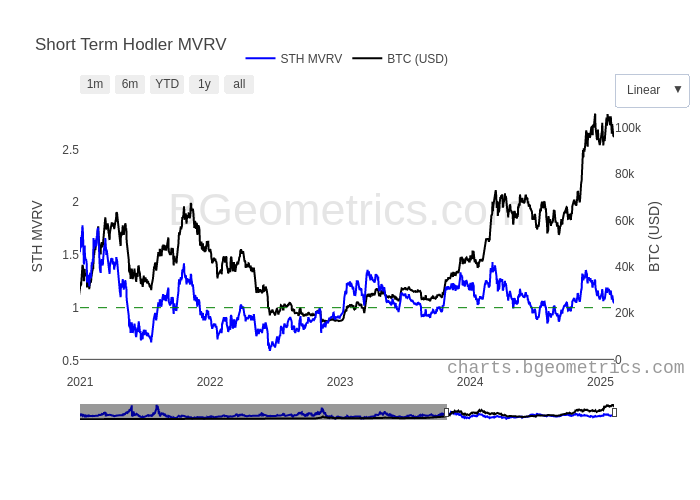 Short Term Hodler MVRV
STH MVRV BTC (USD)
1m 6m YTD 1y all
Linear ▼
2.5
2
1.5
1
0.5
STH MVRV
100k
80k
60k
40k
20k
0
BTC (USD)
BGeometrics.com
charts.bgeometrics.com
2021 2022 2023 2024 2025